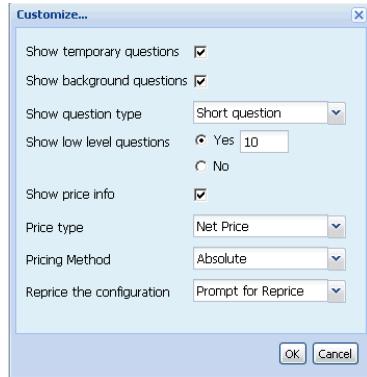 Customize...
Show temporary questions
Show background questions
Show question type Short question
Show low level questions Yes 10
No
Show price info
Price type Net Price
Pricing Method Absolute
Reprice the configuration Prompt for Reprice
OK Cancel